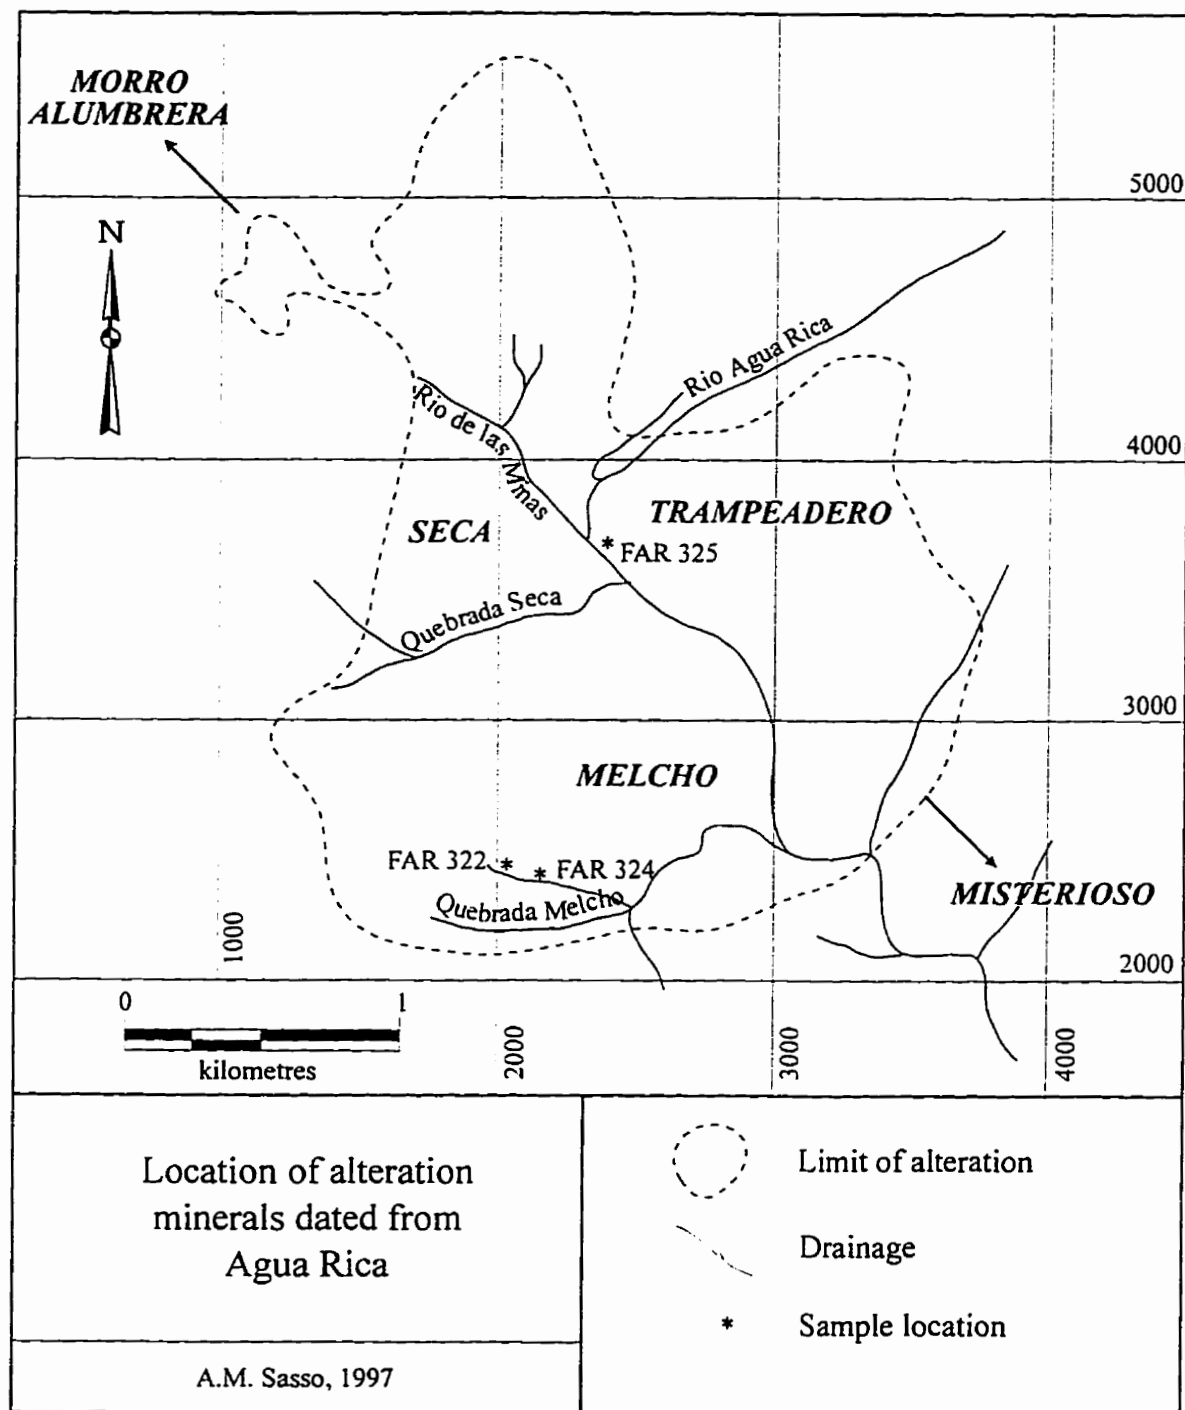 MORRO
ALUMBRERA
5000
N
Rio Agua Rica
Rio de las Minas
4000
TRAMPEADERO
SECA
FAR 325
Quebrada Seca
3000
MELCHO
FAR 322
FAR 324
MISTERIOSO
Quebrada Melcho
1000
2000
0
1
2000
3000
4000
kilometres
Location of alteration
minerals dated from
Agua Rica
Limit of alteration
Drainage
* Sample location
A.M. Sasso, 1997